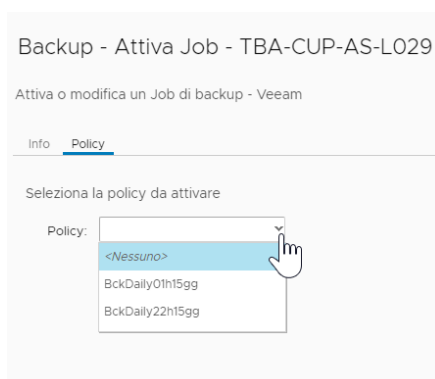 Backup - Attiva Job - TBA-CUP-AS-L029
Attiva o modifica un Job di backup - Veeam
Info Policy
Seleziona la policy da attivare
Policy:
<Nessuno>
BckDaily01h15gg
BckDaily22h15gg